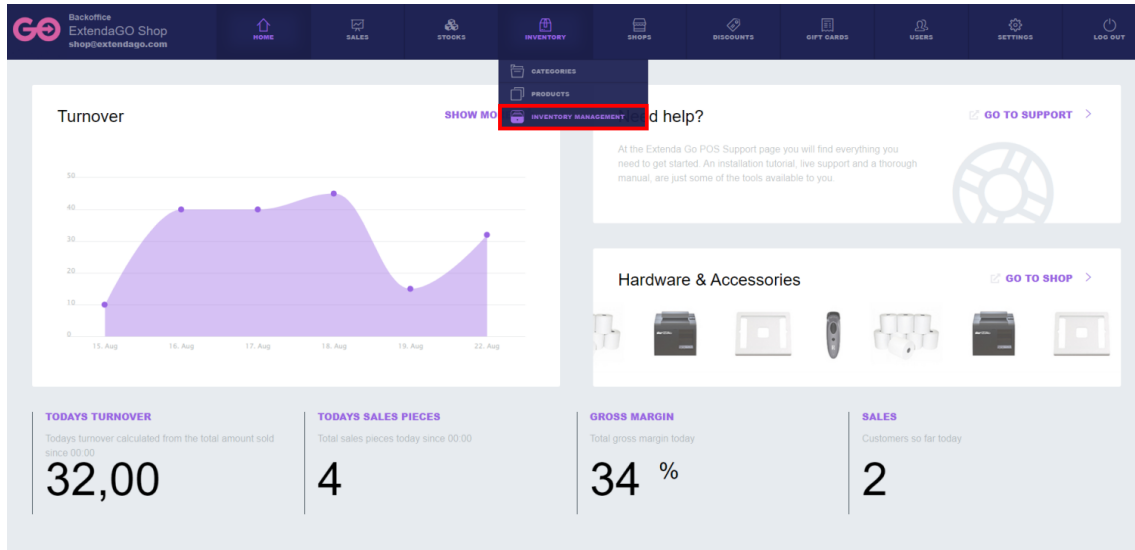 GO
Backoffice
ExtendaGO Shop
shop@extendago.com
HOME
SALES
STOCKS
INVENTORY
SHOPS
DISCOUNTS
GIFT CARDS
USERS
SETTINGS
LOG OUT
CATEGORIES
PRODUCTS
INVENTORY MANAGEMENT
Turnover
SHOW MO
50
40
30
20
10
0
15. Aug
16. Aug
17. Aug
18. Aug
19. Aug
22. Aug
d help?
GO TO SUPPORT
At the Extenda Go POS Support page you will find everything you
need to get started. An installation tutorial, live support and a thorough
manual, are just some of the tools available to you.
Hardware & Accessories
GO TO SHOP
TODAYS TURNOVER
Todays turnover calculated from the total amount sold
since 00:00
32,00
TODAYS SALES PIECES
Total sales pieces today since 00:00
4
GROSS MARGIN
Total gross margin today
34 %
SALES
Customers so far today
2